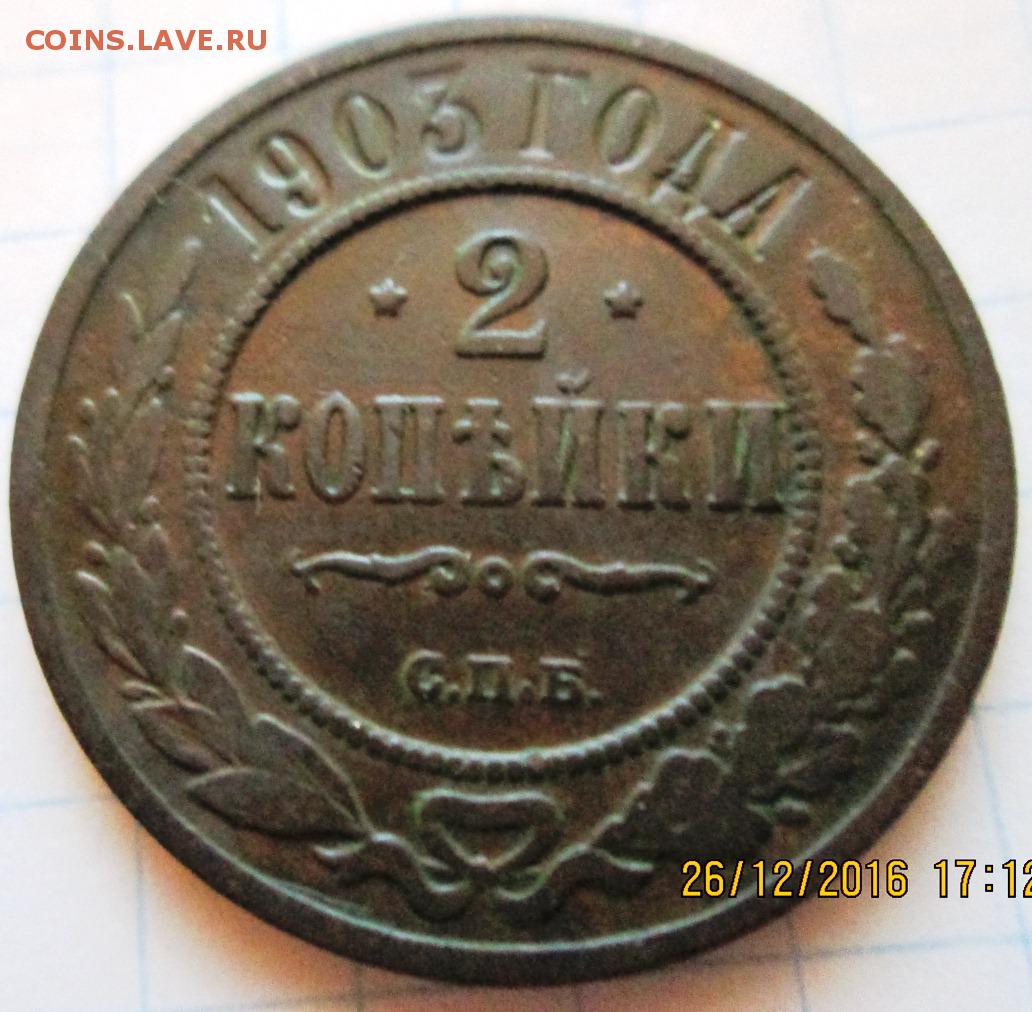 COINS.LAVE.RU
1903 ГОДА
2
КОПѢЙКИ
С.П.Б.
26/12/2016 17:12